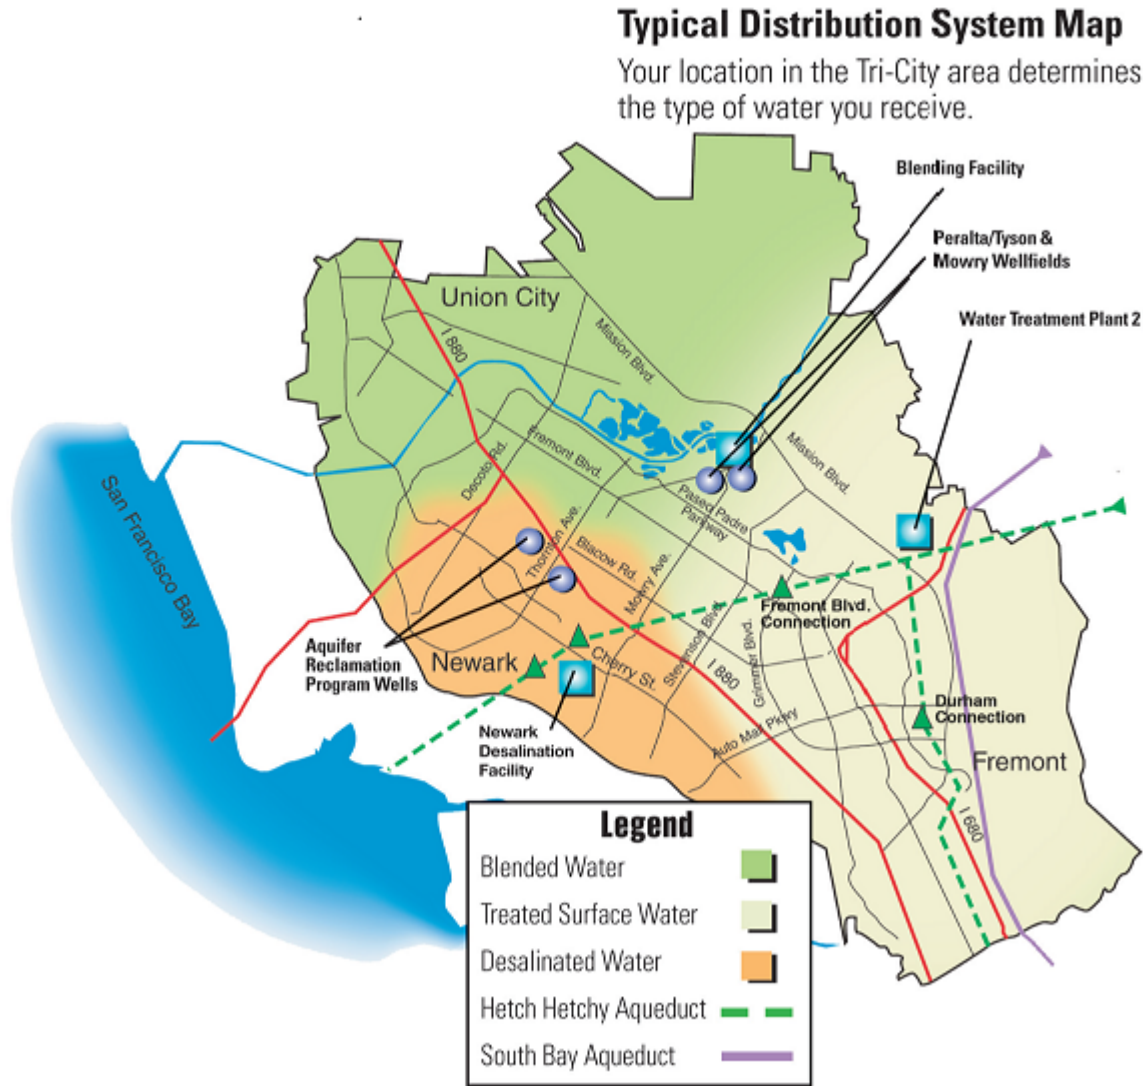 Typical Distribution System Map
Your location in the Tri-City area determines
the type of water you receive.
Blending Facility
Peralta/Tyson &
Mowry Wellfields
Water Treatment Plant 2
Union City
Mission Blvd.
I 880
Decoto Rd.
Fremont Blvd.
Mission Blvd.
Paseo Padre
Parkway
San Francisco Bay
Thornton Ave.
Blacow Rd.
Mowry Ave.
Fremont Blvd.
Connection
Aquifer
Reclamation
Program Wells
Newark
Cherry St.
Stevenson Blvd.
I 880
Grimmer Blvd.
Durham
Connection
Newark
Desalination
Facility
Auto Mall Pkwy
Fremont
I 680
Legend
Blended Water
Treated Surface Water
Desalinated Water
Hetch Hetchy Aqueduct
South Bay Aqueduct